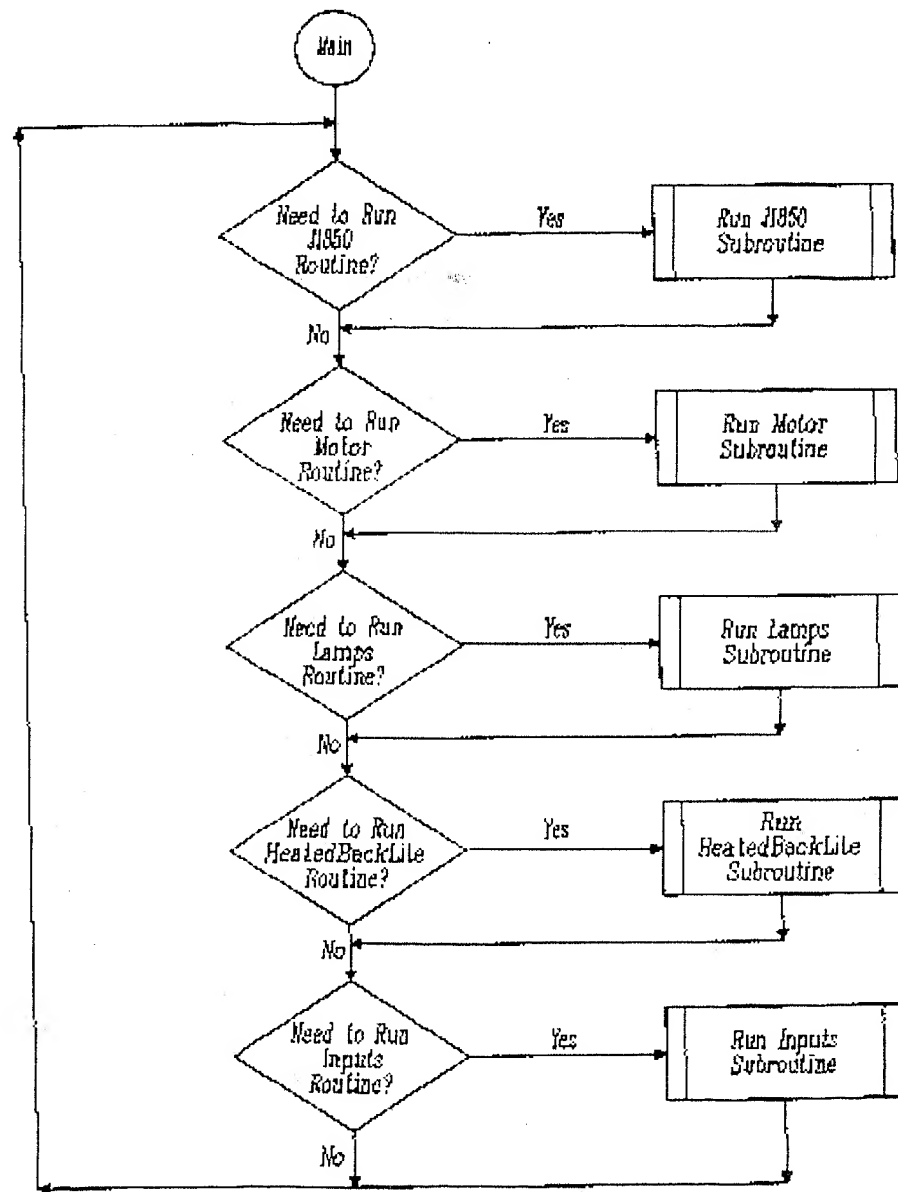 Main
Need to Run
J1850
Routine?
Yes
Run J1850
Subroutine
No
Need to Run
Motor
Routine?
Yes
Run Motor
Subroutine
No
Need to Run
Lamps
Routine?
Yes
Run Lamps
Subroutine
No
Need to Run
HeatedBackLite
Routine?
Yes
Run
HeatedBackLite
Subroutine
No
Need to Run
Inputs
Routine?
Yes
Run Inputs
Subroutine
No